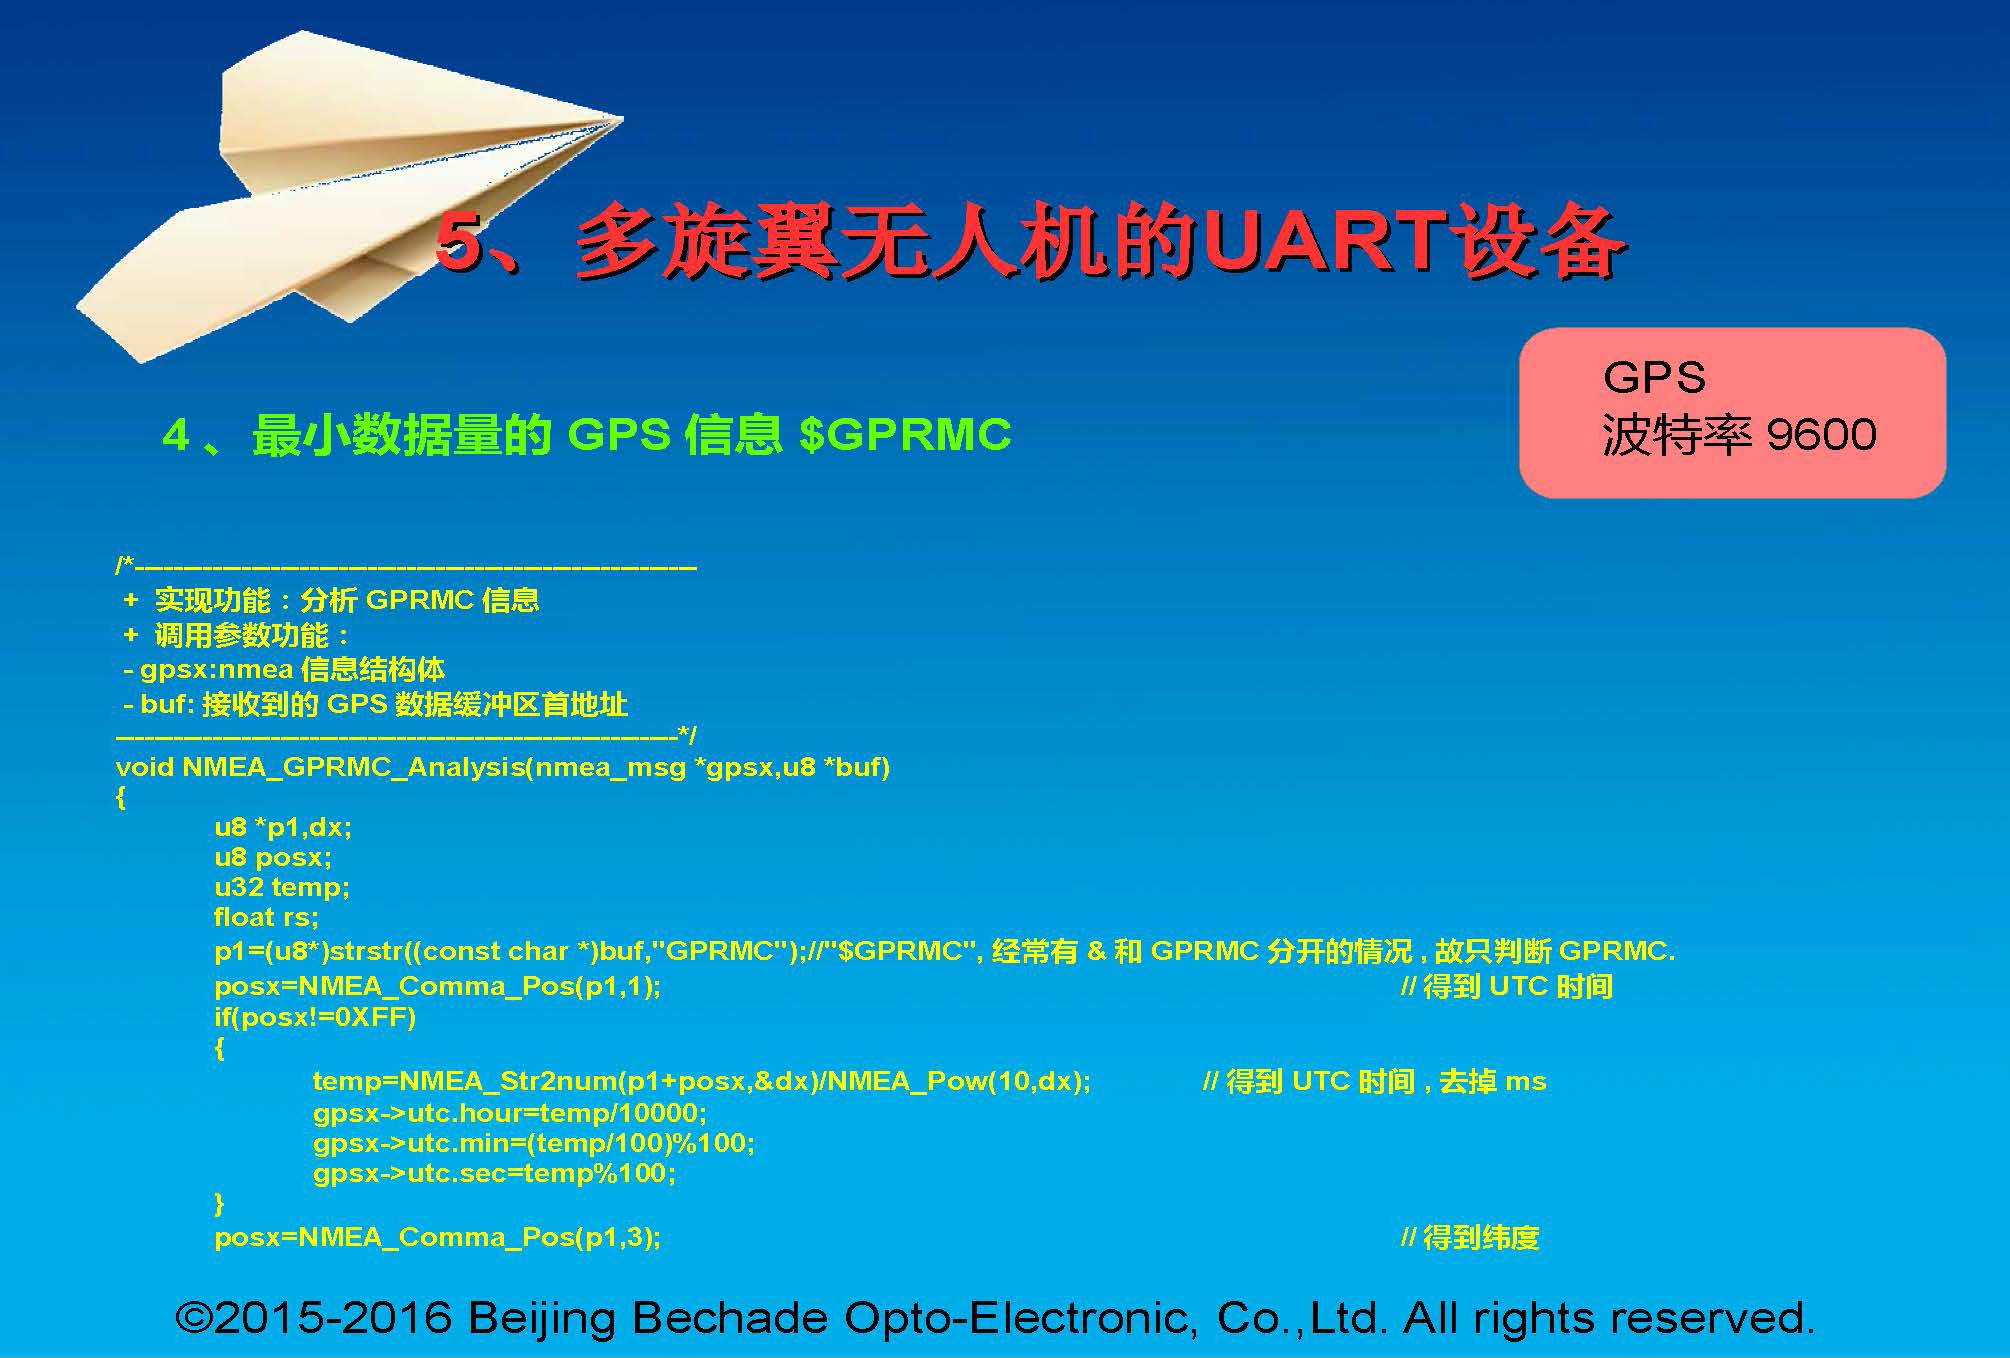 5、多旋翼无人机的UART设备
GPS
波特率 9600
4 、最小数据量的 GPS 信息 $GPRMC
/*----------------------------------------------------------
+ 实现功能：分析 GPRMC 信息
+ 调用参数功能：
- gpsx:nmea 信息结构体
- buf: 接收到的 GPS 数据缓冲区首地址
----------------------------------------------------------*/
void NMEA_GPRMC_Analysis(nmea_msg *gpsx,u8 *buf)
{
u8 *p1,dx;
u8 posx;
u32 temp;
float rs;
p1=(u8*)strstr((const char *)buf,"GPRMC");//"$GPRMC", 经常有 & 和 GPRMC 分开的情况 , 故只判断 GPRMC.
posx=NMEA_Comma_Pos(p1,1); // 得到 UTC 时间
if(posx!=0XFF)
{
temp=NMEA_Str2num(p1+posx,&dx)/NMEA_Pow(10,dx); // 得到 UTC 时间 , 去掉 ms
gpsx->utc.hour=temp/10000;
gpsx->utc.min=(temp/100)%100;
gpsx->utc.sec=temp%100;
}
posx=NMEA_Comma_Pos(p1,3); // 得到纬度
©2015-2016 Beijing Bechade Opto-Electronic, Co.,Ltd. All rights reserved.